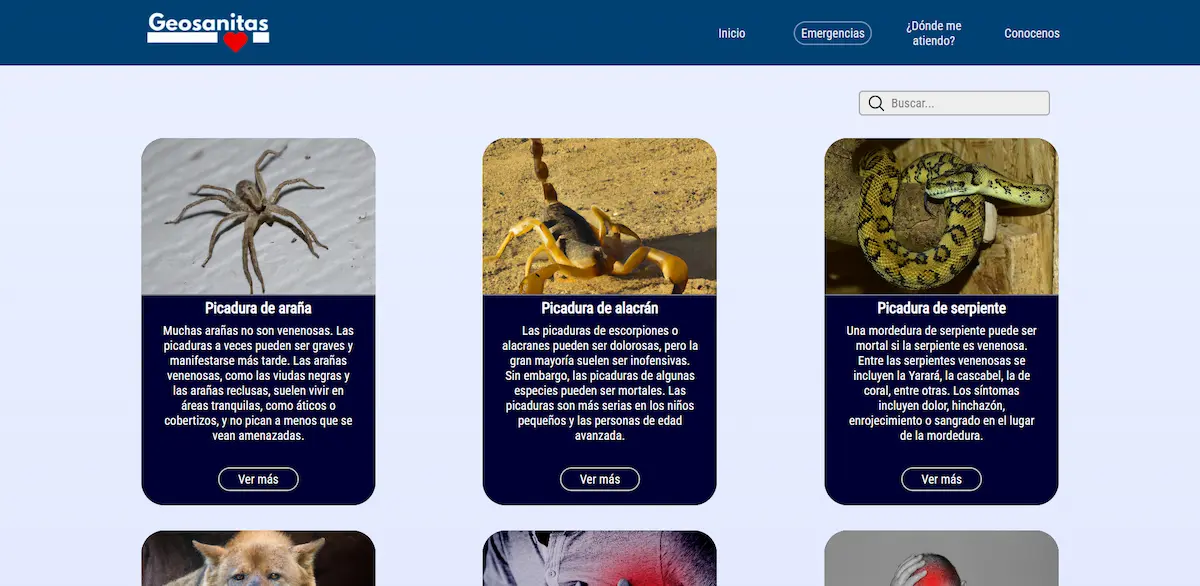 Geosanitas
Inicio
Emergencias
¿Dónde me
atiendo?
Conocenos
Buscar...
Picadura de araña
Muchas arañas no son venenosas. Las
picaduras a veces pueden ser graves y
manifestarse más tarde. Las arañas
venenosas, como las viudas negras y
las arañas reclusas, suelen vivir en
áreas tranquilas, como áticos o
cobertizos, y no pican a menos que se
vean amenazadas.
Ver más
Picadura de alacrán
Las picaduras de escorpiones o
alacranes pueden ser dolorosas, pero la
gran mayoría suelen ser inofensivas.
Sin embargo, las picaduras de algunas
especies pueden ser mortales. Las
picaduras son más serias en los niños
pequeños y las personas de edad
avanzada.
Ver más
Picadura de serpiente
Una mordedura de serpiente puede ser
mortal si la serpiente es venenosa.
Entre las serpientes venenosas se
incluyen la Yarará, la cascabel, la de
coral, entre otras. Los síntomas
incluyen dolor, hinchazón,
enrojecimiento o sangrado en el lugar
de la mordedura.
Ver más